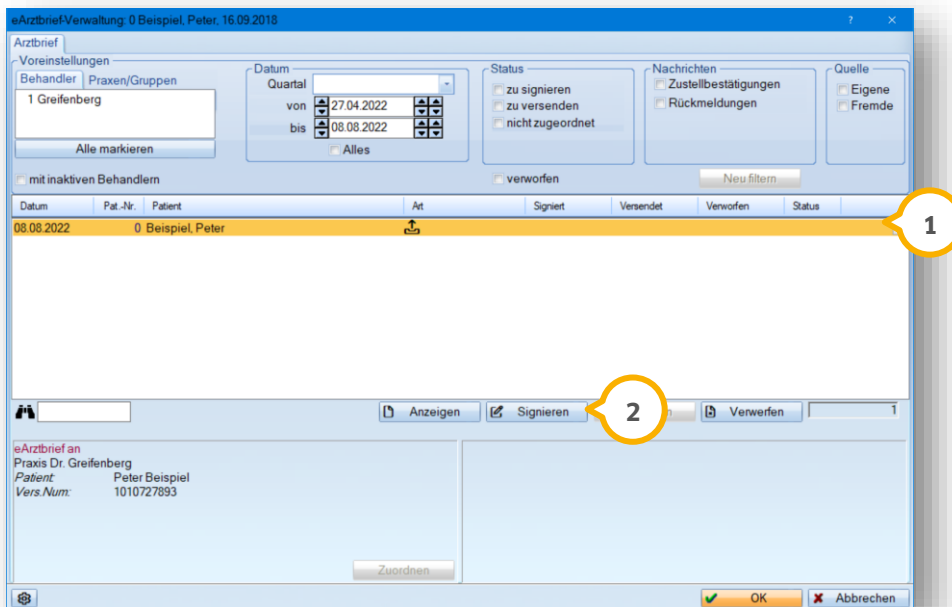 eArztbrief-Verwaltung: 0 Beispiel, Peter, 16.09.2018 ?
Arztbrief
Voreinstellungen
Behandler Praxen/Gruppen
1 Greifenberg
Alle markieren
mit inaktiven Behandlern
Datum
Quartal
von 27.04.2022
bis 08.08.2022
Alles
Status
zu signieren
zu versenden
nicht zugeordnet
verworfen
Nachrichten
Zustellbestätigungen
Rückmeldungen
Neu filtern
Quelle
Eigene
Fremde
Datum Pat.-Nr. Patient Art Signiert Versendet Verworfen Status
08.08.2022 0 Beispiel, Peter
1
Anzeigen Signieren 2 Verwerfen 1
eArztbrief an
Praxis Dr. Greifenberg
Patient: Peter Beispiel
Vers.Num: 1010727893
Zuordnen
OK Abbrechen